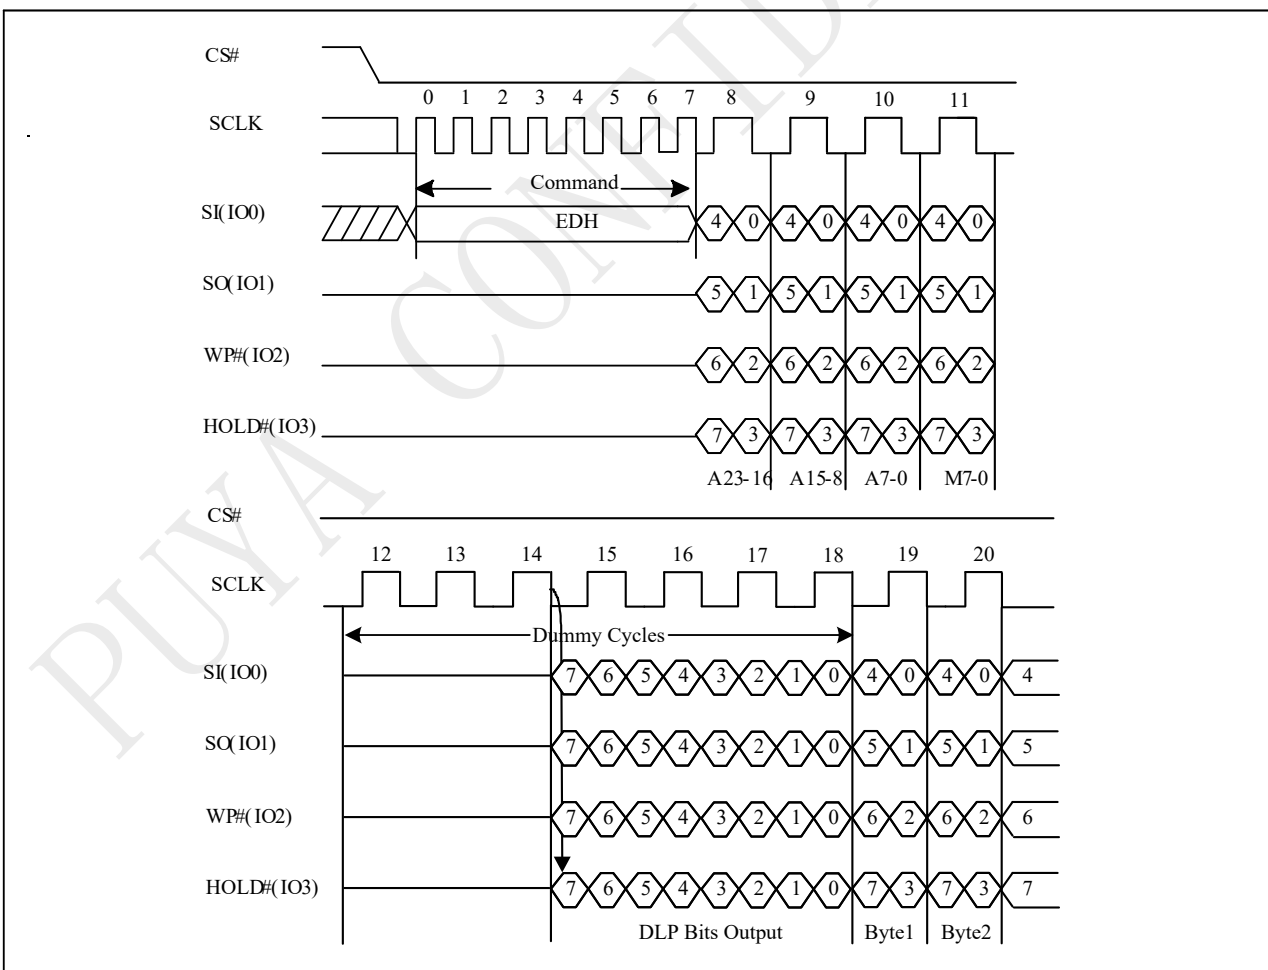 PUYA CONFID
CS#
0 1 2 3 4 5 6 7 8 9 10 11
SCLK
Command
SI(IO0) EDH 4 0 4 0 4 0 4 0
SO(IO1) 5 1 5 1 5 1 5 1
WP#(IO2) 6 2 6 2 6 2 6 2
HOLD#(IO3) 7 3 7 3 7 3 7 3
A23-16 A15-8 A7-0 M7-0
CS#
12 13 14 15 16 17 18 19 20
SCLK
Dummy Cycles
SI(IO0) 7 6 5 4 3 2 1 0 4 0 4 0 4
SO(IO1) 7 6 5 4 3 2 1 0 5 1 5 1 5
WP#(IO2) 7 6 5 4 3 2 1 0 6 2 6 2 6
HOLD#(IO3) 7 6 5 4 3 2 1 0 7 3 7 3 7
DLP Bits Output Byte1 Byte2